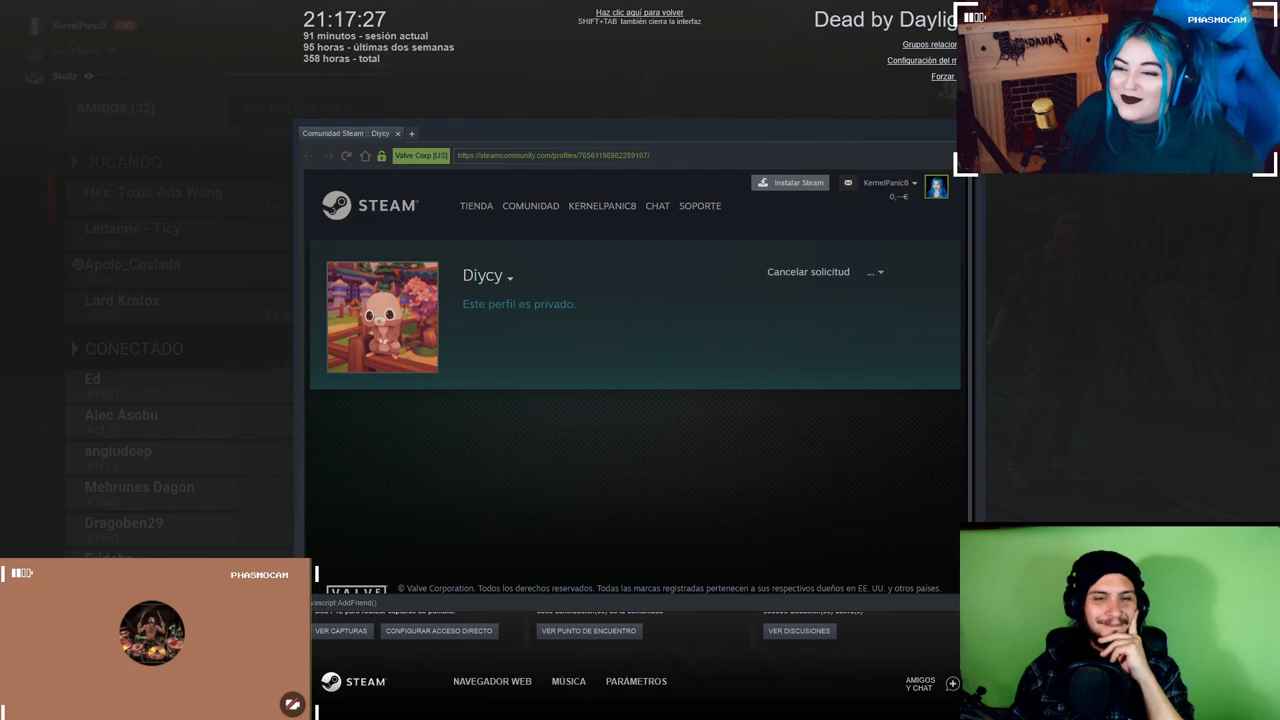 KernelPanic8 LIVE
Skullz
21:17:27
91 minutos - sesión actual
95 horas - últimas dos semanas
358 horas - total
Haz clic aquí para volver
SHIFT+TAB también cierra la interfaz
Dead by Daylig
Grupos relacion
Configuración del m
Forzar
PHASMOCAM
AMIGOS (32)
JUGANDO
Hex: Toxic Ada Wong
Leitanne - Ticy
Apolo_Coslada
Lord Kratox
CONECTADO
Ed
Alec Asobu
angiudeep
Mehrunes Dagon
Dragoben29
Comunidad Steam :: Diycy
Valve Corp [US] https://steamcommunity.com/profiles/76561198982289107/
Instalar Steam
KernelPanic8
0,--€
STEAM
TIENDA COMUNIDAD KERNELPANIC8 CHAT SOPORTE
Diycy
Este perfil es privado.
Cancelar solicitud ...
VALVE
© Valve Corporation. Todos los derechos reservados. Todas las marcas registradas pertenecen a sus respectivos dueños en EE. UU. y otros países.
vascript:AddFriend()
VER CAPTURAS CONFIGURAR ACCESO DIRECTO VER PUNTO DE ENCUENTRO VER DISCUSIONES
STEAM
NAVEGADOR WEB MÚSICA PARÁMETROS
AMIGOS
Y CHAT
PHASMOCAM